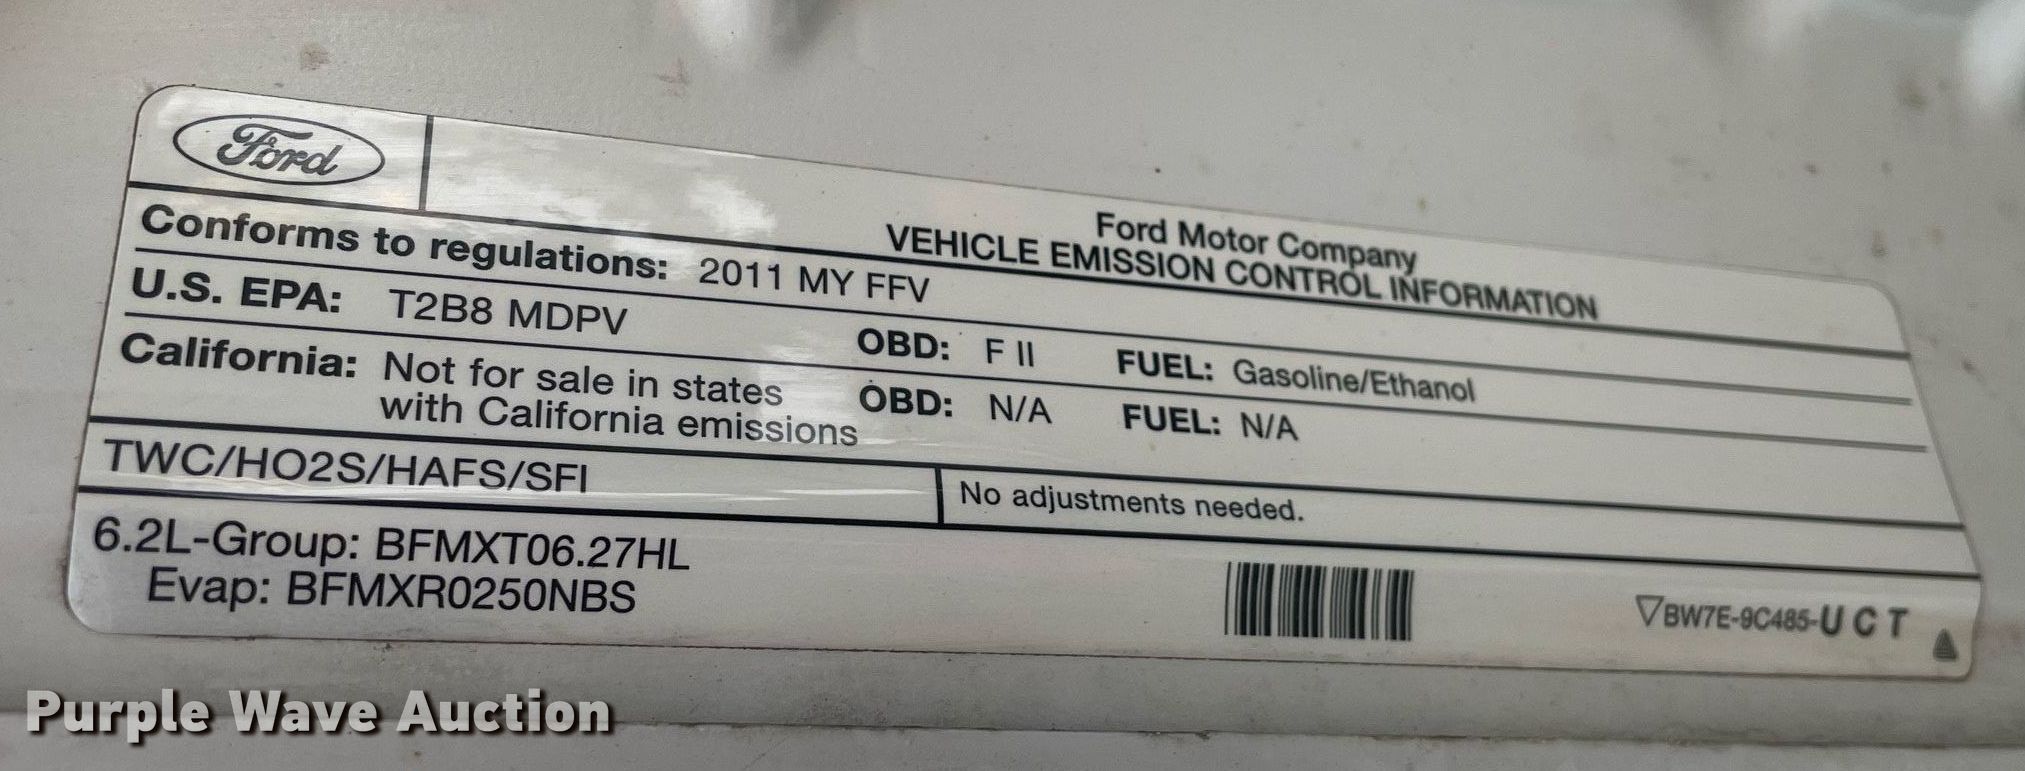 Ford
Ford Motor Company
VEHICLE EMISSION CONTROL INFORMATION
Conforms to regulations: 2011 MY FFV
U.S. EPA: T2B8 MDPV OBD: F II FUEL: Gasoline/Ethanol
California: Not for sale in states OBD: N/A FUEL: N/A
with California emissions
TWC/HO2S/HAFS/SFI No adjustments needed.
6.2L-Group: BFMXT06.27HL
Evap: BFMXR0250NBS
BW7E-9C485-UCT
Purple Wave Auction